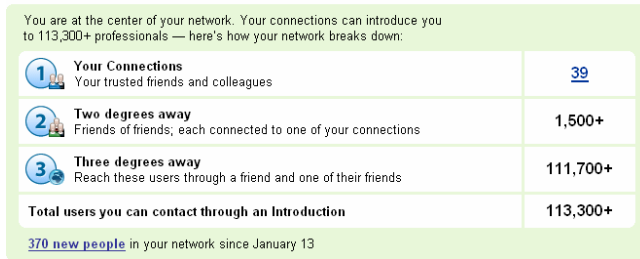 You are at the center of your network. Your connections can introduce you
to 113,300+ professionals — here's how your network breaks down:
1
Your Connections
Your trusted friends and colleagues
39
2
Two degrees away
Friends of friends; each connected to one of your connections
1,500+
3
Three degrees away
Reach these users through a friend and one of their friends
111,700+
Total users you can contact through an Introduction
113,300+
370 new people in your network since January 13